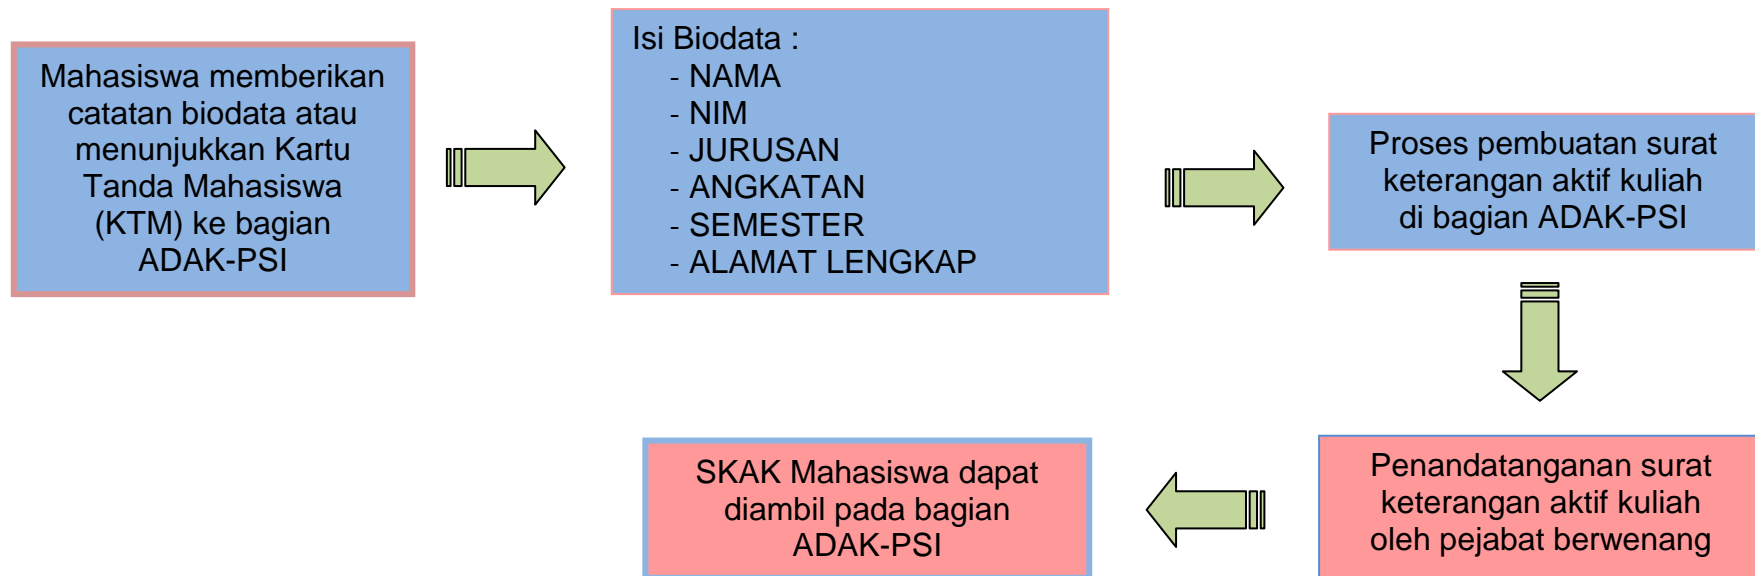 Mahasiswa memberikan
catatan biodata atau
menunjukkan Kartu
Tanda Mahasiswa
(KTM) ke bagian
ADAK-PSI
Isi Biodata :
- NAMA
- NIM
- JURUSAN
- ANGKATAN
- SEMESTER
- ALAMAT LENGKAP
Proses pembuatan surat
keterangan aktif kuliah
di bagian ADAK-PSI
Penandatanganan surat
keterangan aktif kuliah
oleh pejabat berwenang
SKAK Mahasiswa dapat
diambil pada bagian
ADAK-PSI